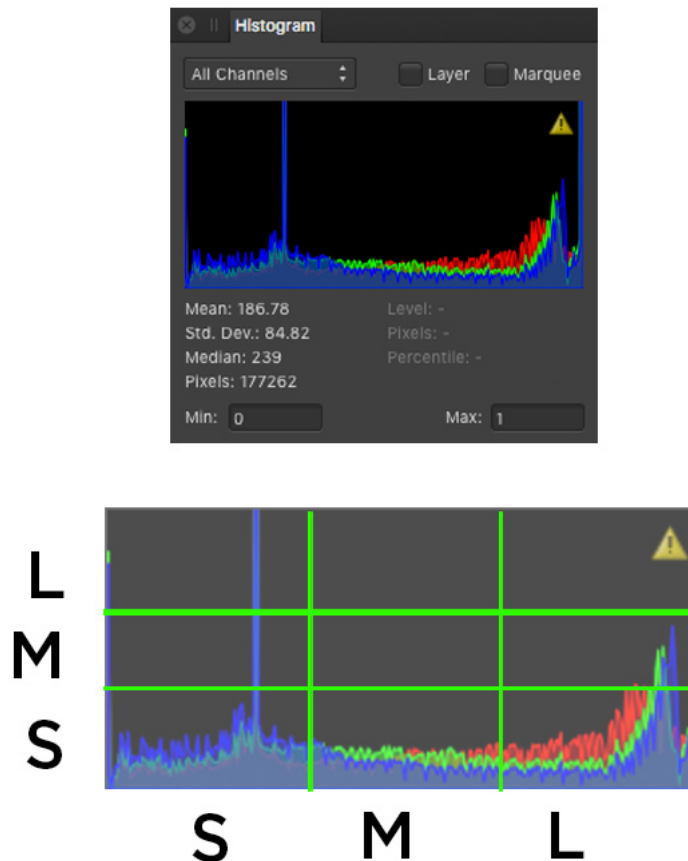 Histogram
All Channels Layer Marquee
Mean: 186.78 Level: -
Std. Dev.: 84.82 Pixels: -
Median: 239 Percentile: -
Pixels: 177262
Min: 0 Max: 1
L
M
S
S M L